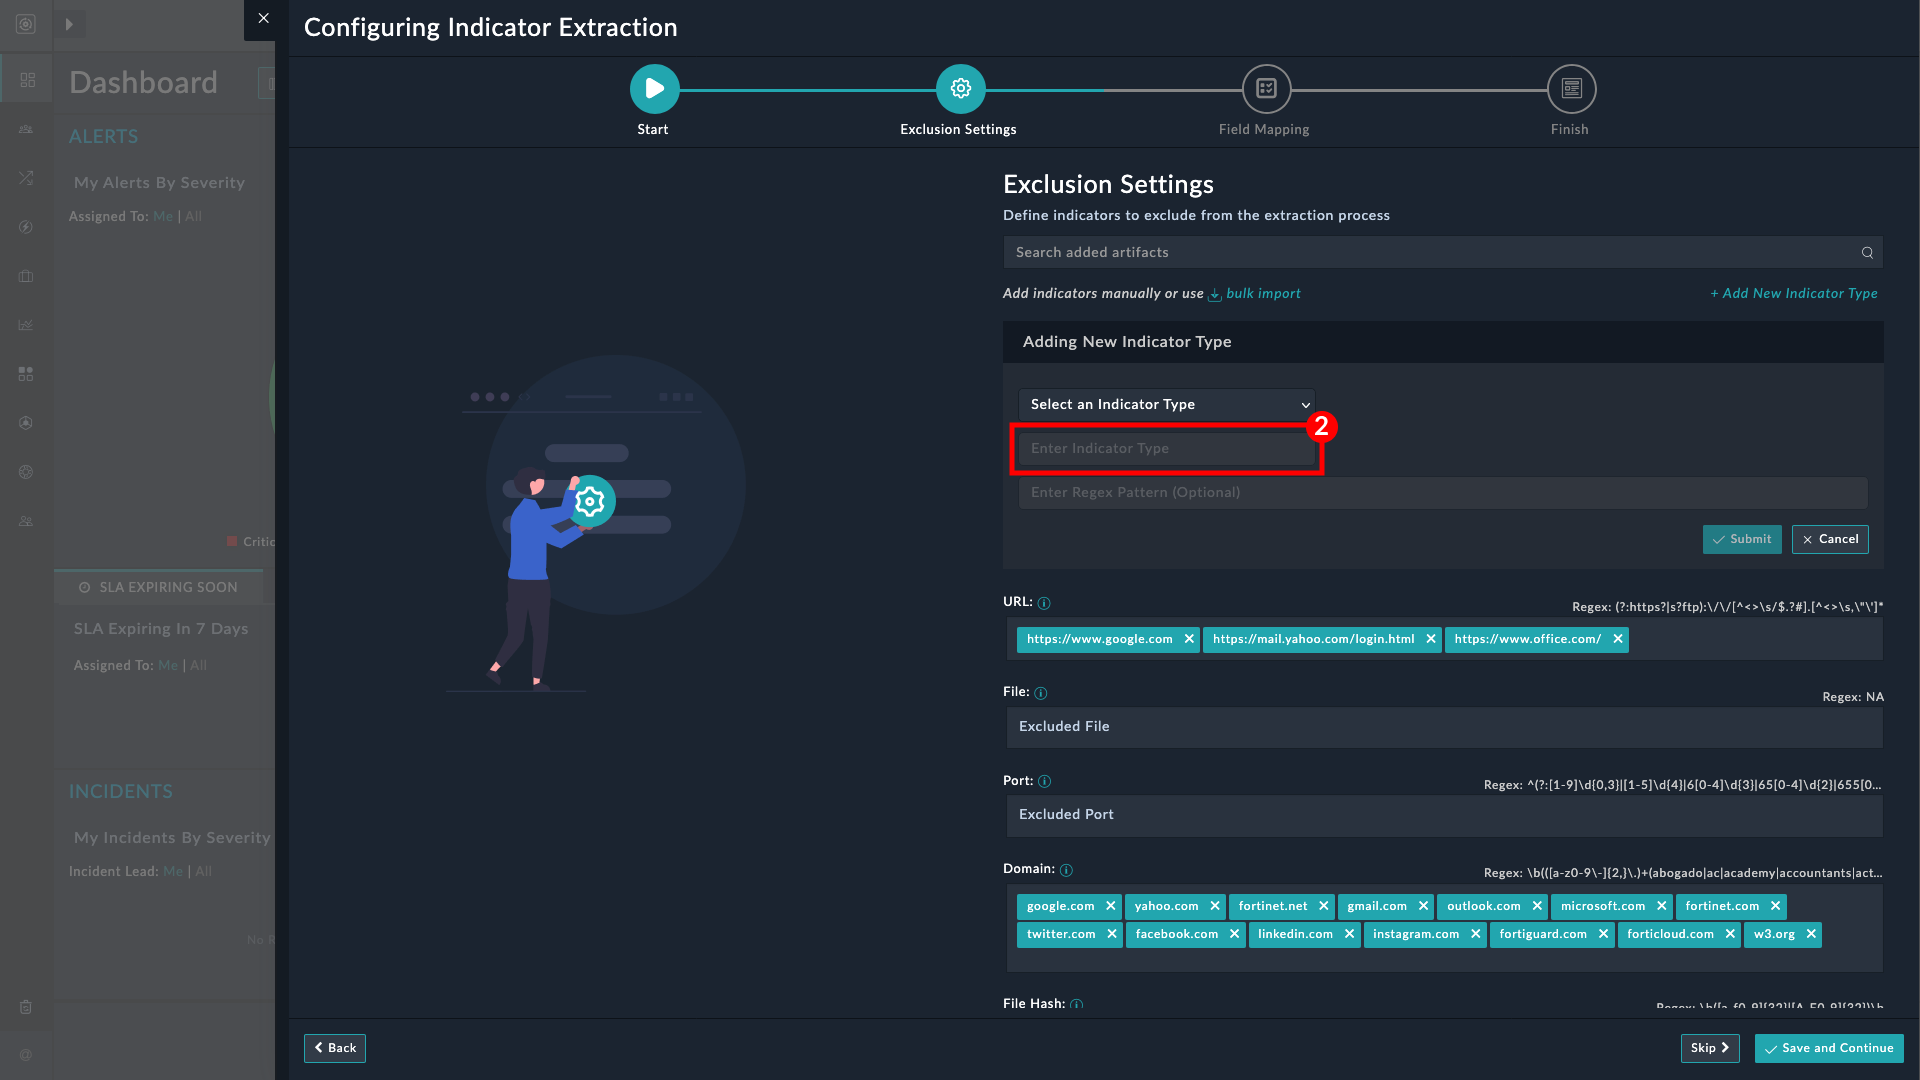 Configuring Indicator Extraction
Start
Exclusion Settings
Field Mapping
Finish
Dashboard
ALERTS
My Alerts By Severity
Assigned To: Me | All
Critic
SLA EXPIRING SOON
SLA Expiring In 7 Days
Assigned To: Me | All
INCIDENTS
My Incidents By Severity
Incident Lead: Me | All
No R
Exclusion Settings
Define indicators to exclude from the extraction process
Search added artifacts
Add indicators manually or use bulk import
+ Add New Indicator Type
Adding New Indicator Type
Select an Indicator Type
2
Enter Indicator Type
Enter Regex Pattern (Optional)
Submit
Cancel
URL:
Regex: (?:https?|s?ftp):\/\/[^<>\s/$.?#].[^<>\s,\"\']*
https://www.google.com
https://mail.yahoo.com/login.html
https://www.office.com/
File:
Regex: NA
Excluded File
Port:
Regex: ^(?:[1-9]\d{0,3}|[1-5]\d{4}|6[0-4]\d{3}|65[0-4]\d{2}|655[0...
Excluded Port
Domain:
Regex: \b(([a-z0-9\-]{2,}\.)+(abogado|ac|academy|accountants|act...
google.com yahoo.com fortinet.net gmail.com outlook.com microsoft.com fortinet.com
twitter.com facebook.com linkedin.com instagram.com fortiguard.com forticloud.com w3.org
File Hash:
Regex: \b([a-f0-9]{32}|[A-F0-9]{32})\b
Back
Skip
Save and Continue